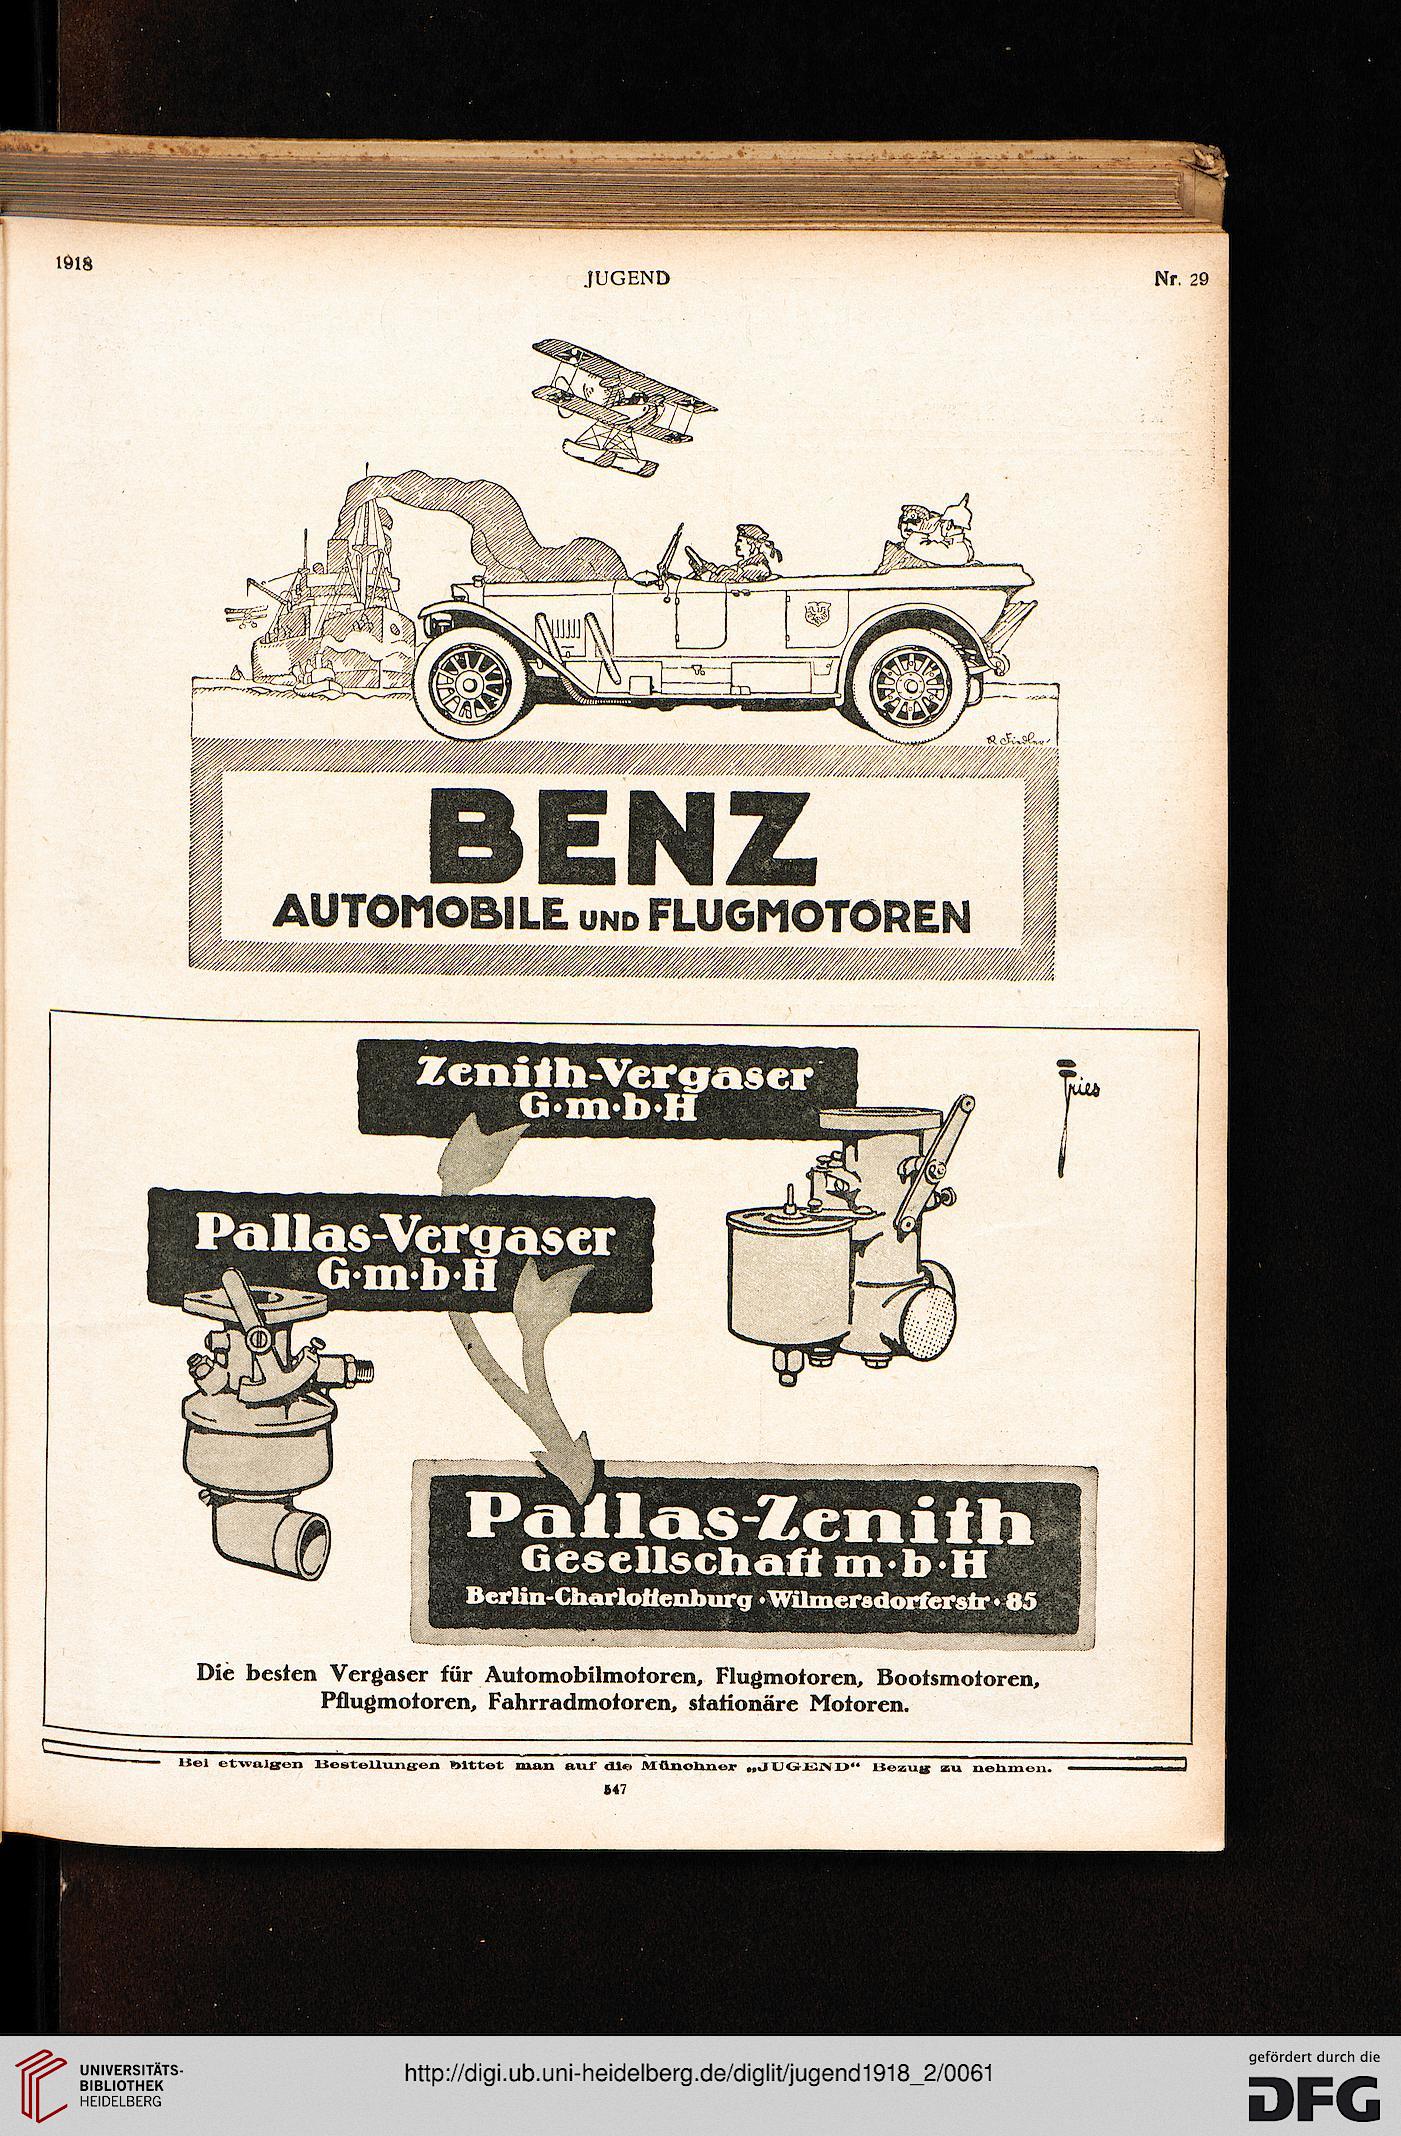 1918
JUGEND
Nr. 29
R Fiedler
BENZ
AUTOMOBILE UND FLUGMOTOREN
Zenith-Vergaser
G·m·b·H
Fries
Pallas-Vergaser
G·m·b·H
Pallas-Zenith
Gesellschaft m·b·H
Berlin-Charlottenburg · Wilmersdorferstr · 85
Die besten Vergaser für Automobilmotoren, Flugmotoren, Bootsmotoren,
Pflugmotoren, Fahrradmotoren, stationäre Motoren.
Bei etwaigen Bestellungen bittet man auf die Münchner „JUGEND“ Bezug zu nehmen.
547
UNIVERSITÄTS-
BIBLIOTHEK
HEIDELBERG
http://digi.ub.uni-heidelberg.de/diglit/jugend1918_2/0061
gefördert durch die
DFG